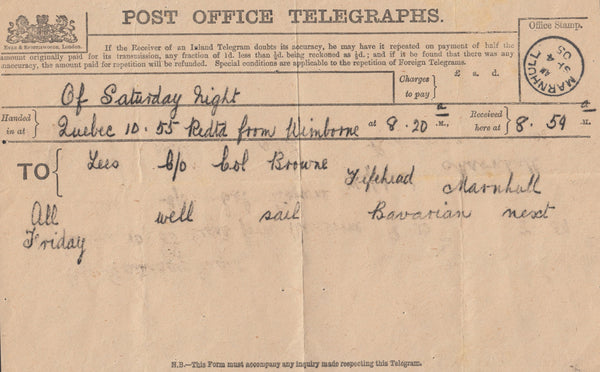 POST OFFICE TELEGRAPHS.
Office Stamp.
EYRE & SPOTTISWOODE, London.
If the Receiver of an Inland Telegram doubts its accuracy, he may have it repeated on payment of half the
amount originally paid for its transmission, any fraction of 1d. less than ½d. being reckoned as ½d.; and if it be found that there was any
inaccuracy, the amount paid for repetition will be refunded. Special conditions are applicable to the repetition of Foreign Telegrams.
MARNHULL
Charges to pay } £ s. d.
Of Saturday Night
Handed in at } Quebec 10.55 Redtd from Wimborne at 8.20 a M., Received here at } 8.59 a M.
TO { Lees C/o Col Browne
Fifehead Marnhull
All well sail Bavarian next
Friday
N.B.—This Form must accompany any inquiry made respecting this Telegram.